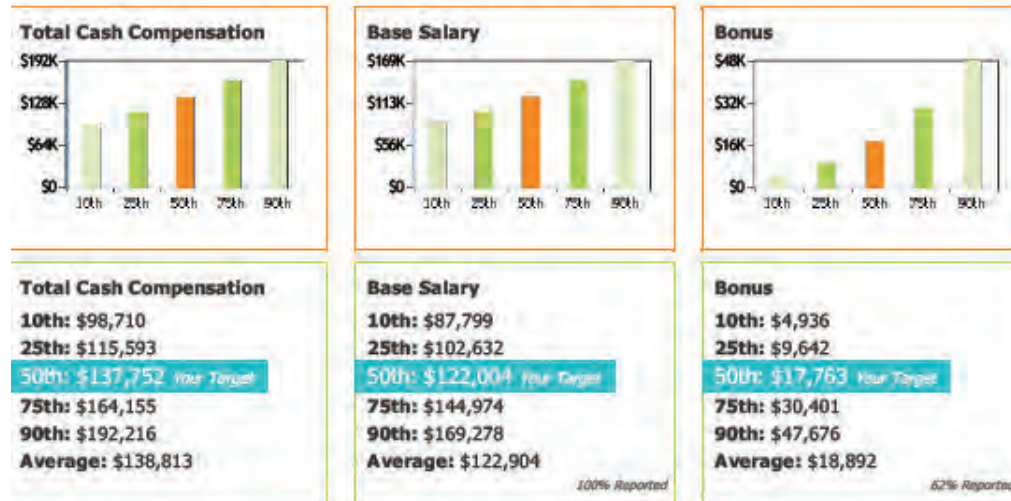 Total Cash Compensation
$192K
$128K
$64K
$0
10th 25th 50th 75th 90th
Base Salary
$169K
$113K
$56K
$0
10th 25th 50th 75th 90th
Bonus
$48K
$32K
$16K
$0
10th 25th 50th 75th 90th
Total Cash Compensation
10th: $98,710
25th: $115,593
50th: $137,752 Your Target
75th: $164,155
90th: $192,216
Average: $138,813
Base Salary
10th: $87,799
25th: $102,632
50th: $122,004 Your Target
75th: $144,974
90th: $169,278
Average: $122,904
100% Reported
Bonus
10th: $4,936
25th: $9,642
50th: $17,763 Your Target
75th: $30,401
90th: $47,676
Average: $18,892
62% Reported